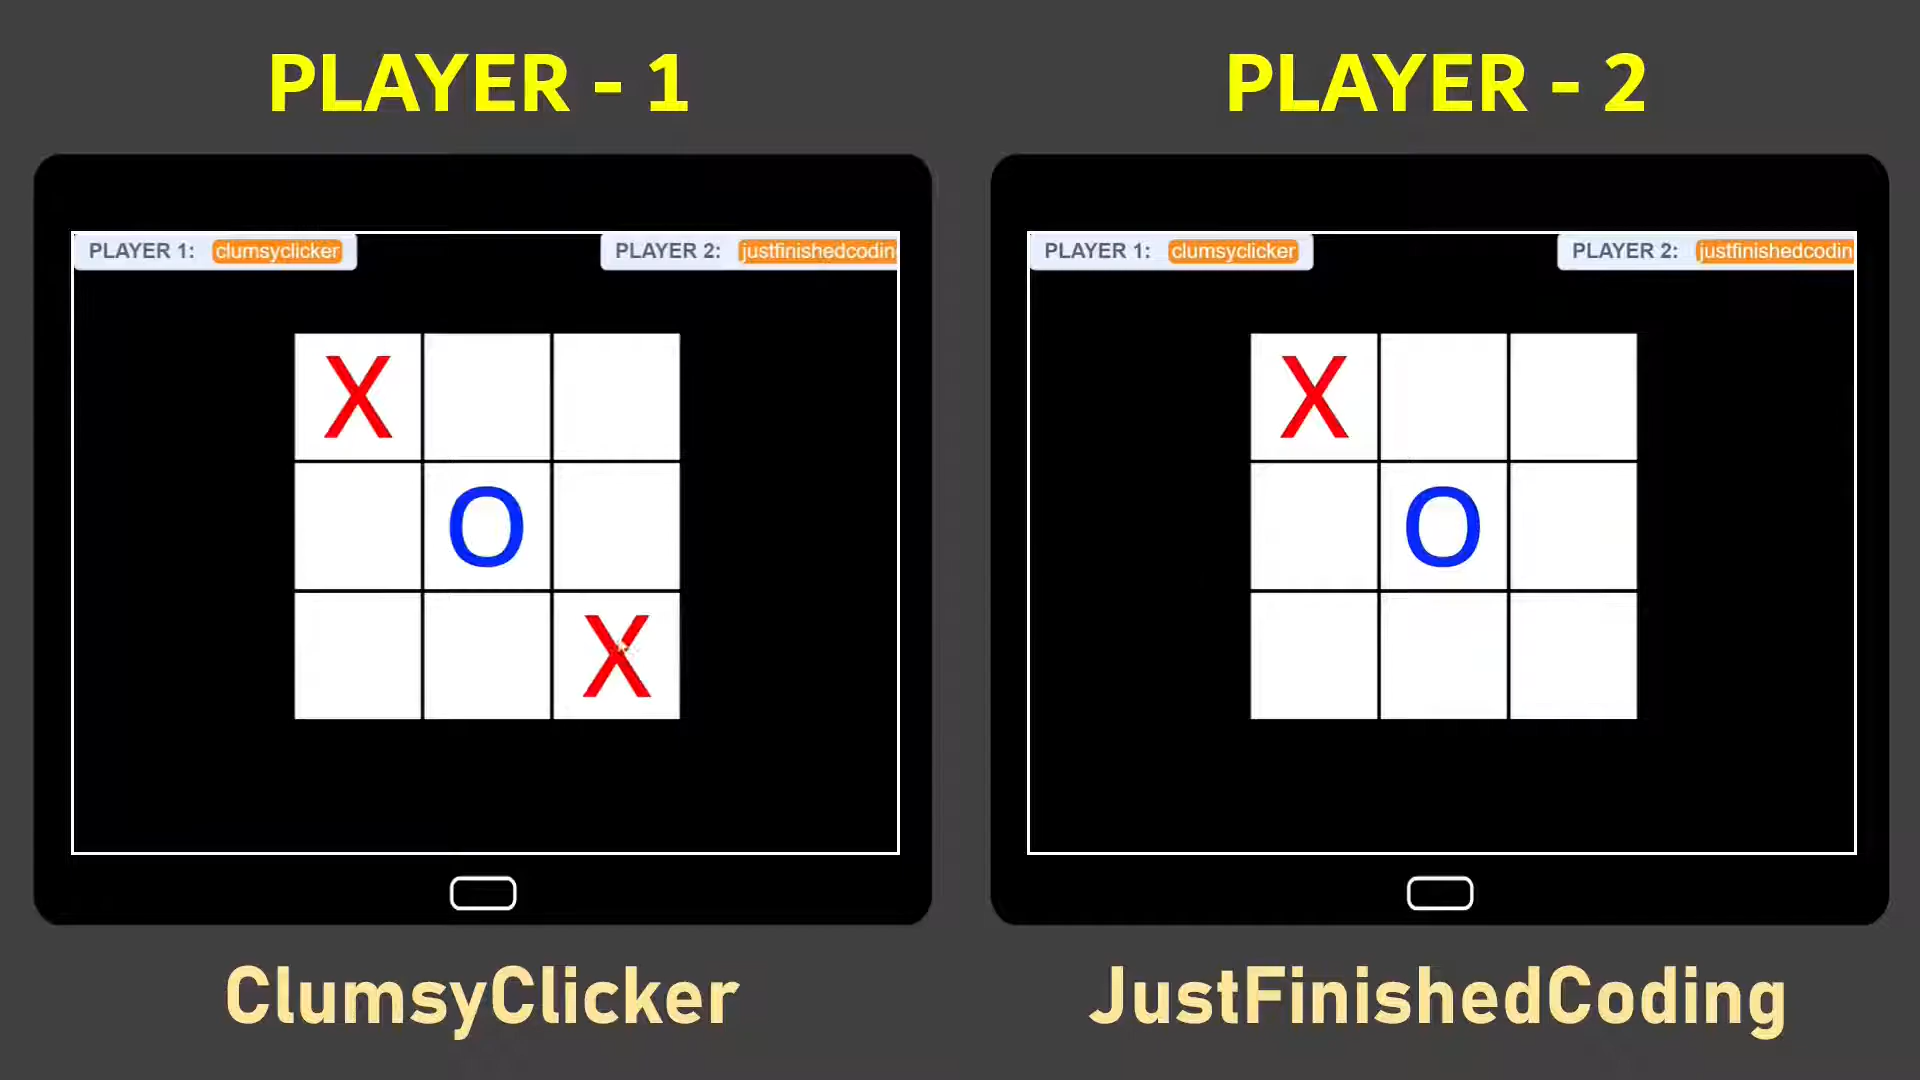 PLAYER - 1
PLAYER - 2
PLAYER 1: clumsyclicker
PLAYER 2: justfinishedcodin
PLAYER 1: clumsyclicker
PLAYER 2: justfinishedcodin
X
O
X
X
O
ClumsyClicker
JustFinishedCoding